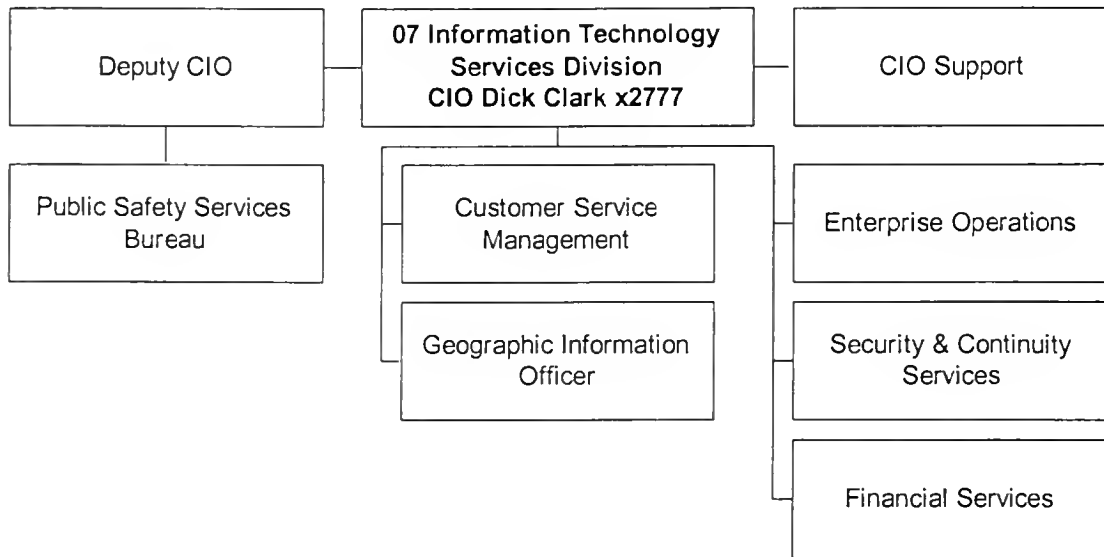 Deputy CIO
07 Information Technology
Services Division
CIO Dick Clark x2777
CIO Support
Public Safety Services
Bureau
Customer Service
Management
Enterprise Operations
Geographic Information
Officer
Security & Continuity
Services
Financial Services